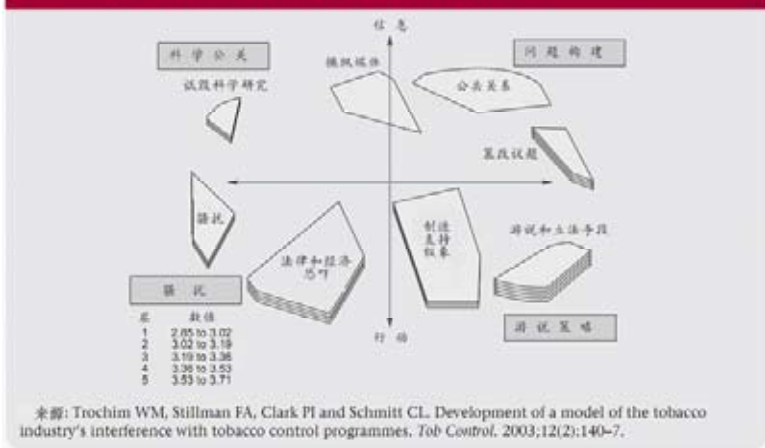 信 息
科 学 公 关
问 题 构 建
操纵媒体
诋毁科学研究
公共关系
篡改议题
骚扰
制造
支持
假象
游说和立法手段
法律和经济
恐吓
骚 扰
层 数值
1 2.85 to 3.02
2 3.02 to 3.19
3 3.19 to 3.36
4 3.36 to 3.53
5 3.53 to 3.71
行 动
游 说 策 略
来源: Trochim WM, Stillman FA, Clark PI and Schmitt CL. Development of a model of the tobacco
industry's interference with tobacco control programmes. Tob Control. 2003;12(2):140–7.